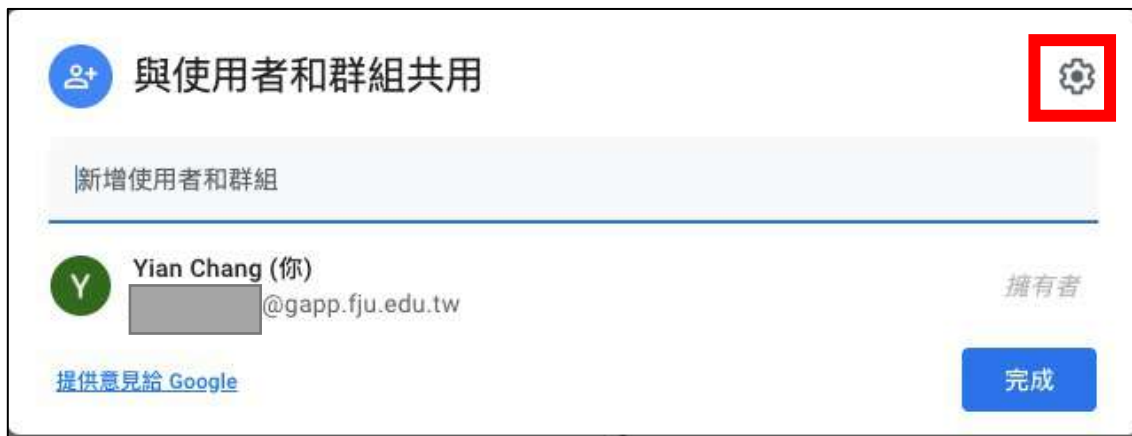 與使用者和群組共用
新增使用者和群組
Y
Yian Chang (你)
@gapp.fju.edu.tw
擁有者
提供意見給 Google
完成